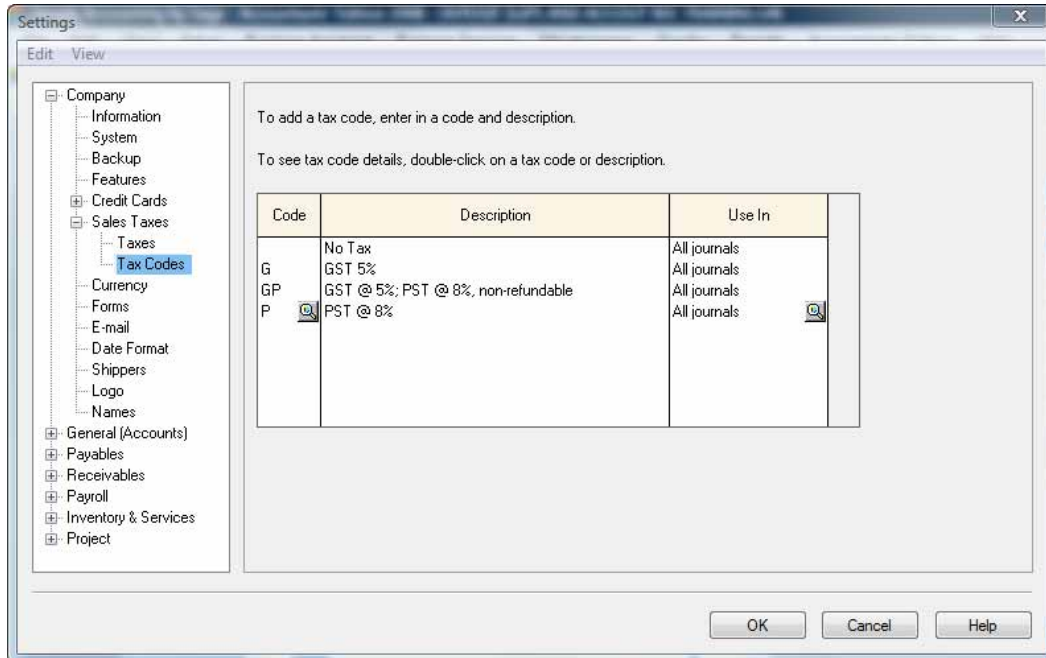 Settings
Edit View
Company
Information
System
Backup
Features
Credit Cards
Sales Taxes
Taxes
Tax Codes
Currency
Forms
E-mail
Date Format
Shippers
Logo
Names
General (Accounts)
Payables
Receivables
Payroll
Inventory & Services
Project
To add a tax code, enter in a code and description.
To see tax code details, double-click on a tax code or description.
Code Description Use In
No Tax All journals
G GST 5% All journals
GP GST @ 5%; PST @ 8%, non-refundable All journals
P PST @ 8% All journals
OK Cancel Help